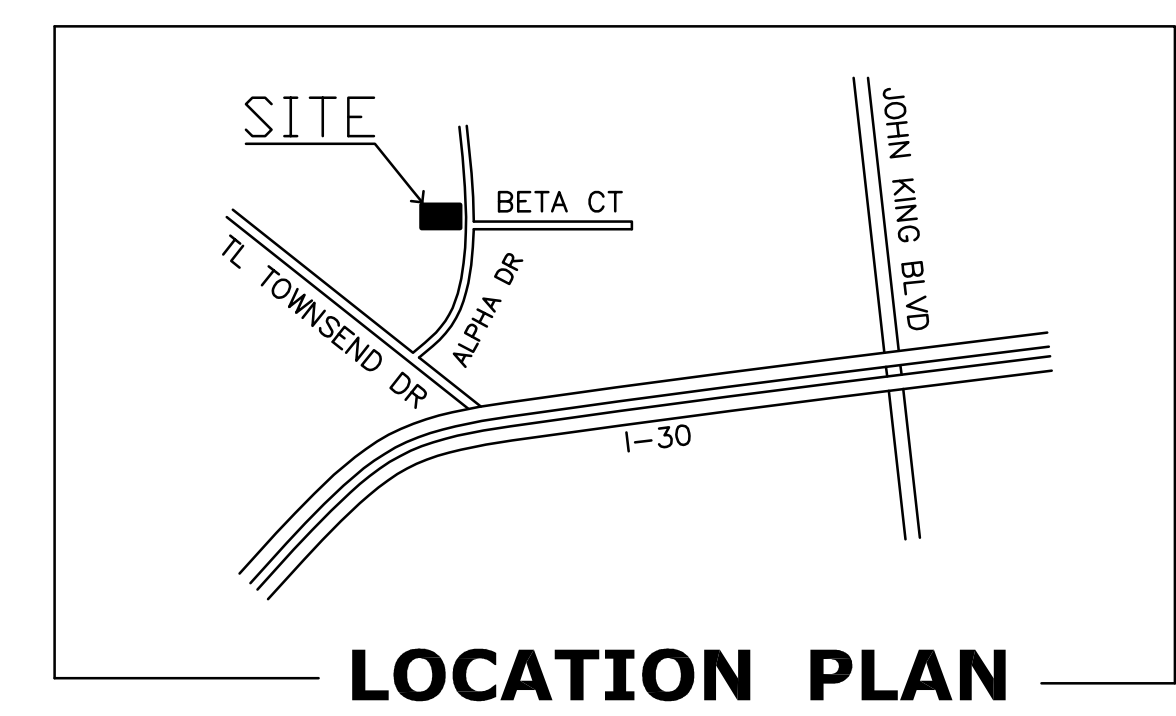 SITE
BETA CT
JOHN KING BLVD
TL TOWNSEND DR
ALPHA DR
I-30
LOCATION PLAN